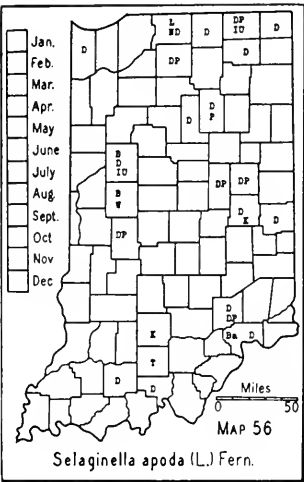 Jan.
Feb.
Mar.
Apr.
May
June
July
Aug.
Sept.
Oct
Nov
Dec
L
ND
D
DP
IU
D
D
DP
D
D
D
P
B
D
IU
B
W
DP
DP
DP
D
K
D
D
DP
Ba
D
K
T
D
D
Miles
0 50
MAP 56
Selaginella apoda (L.) Fern.